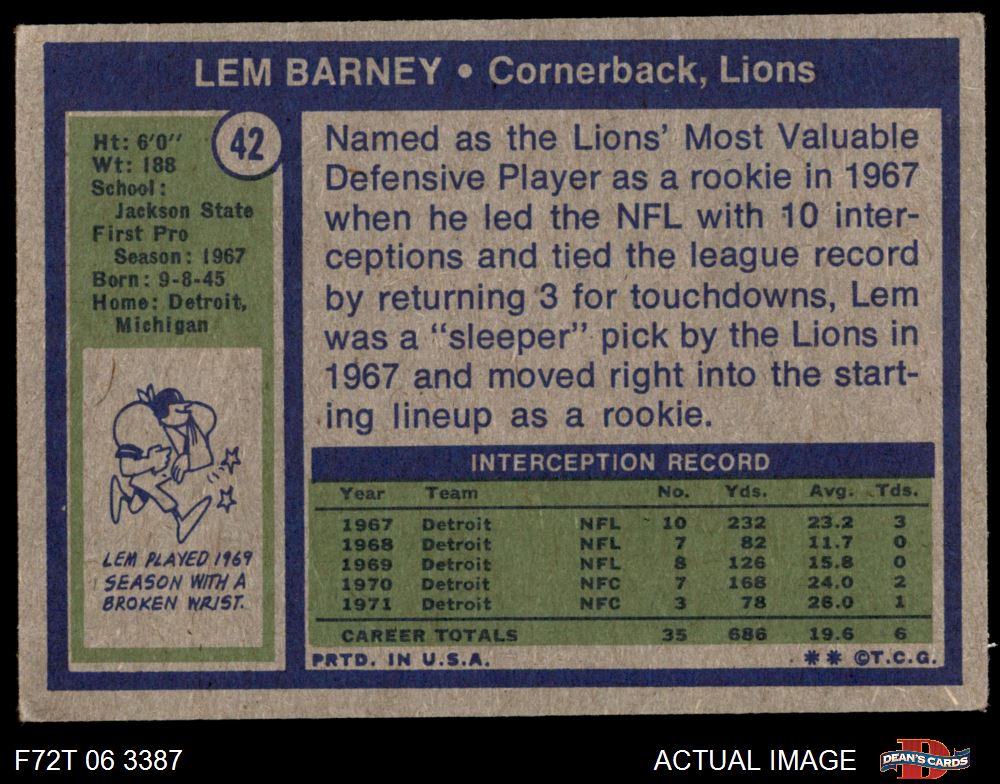 LEM BARNEY • Cornerback, Lions
42
Ht: 6'0''
Wt: 188
School:
Jackson State
First Pro
Season: 1967
Born: 9-8-45
Home: Detroit,
Michigan
LEM PLAYED 1969
SEASON WITH A
BROKEN WRIST.
Named as the Lions' Most Valuable
Defensive Player as a rookie in 1967
when he led the NFL with 10 inter-
ceptions and tied the league record
by returning 3 for touchdowns, Lem
was a "sleeper" pick by the Lions in
1967 and moved right into the start-
ing lineup as a rookie.
INTERCEPTION RECORD
Year Team No. Yds. Avg. Tds.
1967 Detroit NFL 10 232 23.2 3
1968 Detroit NFL 7 82 11.7 0
1969 Detroit NFL 8 126 15.8 0
1970 Detroit NFC 7 168 24.0 2
1971 Detroit NFC 3 78 26.0 1
CAREER TOTALS 35 686 19.6 6
PRTD. IN U.S.A. ** ©T.C.G.
F72T 06 3387 ACTUAL IMAGE D DEAN'S CARDS